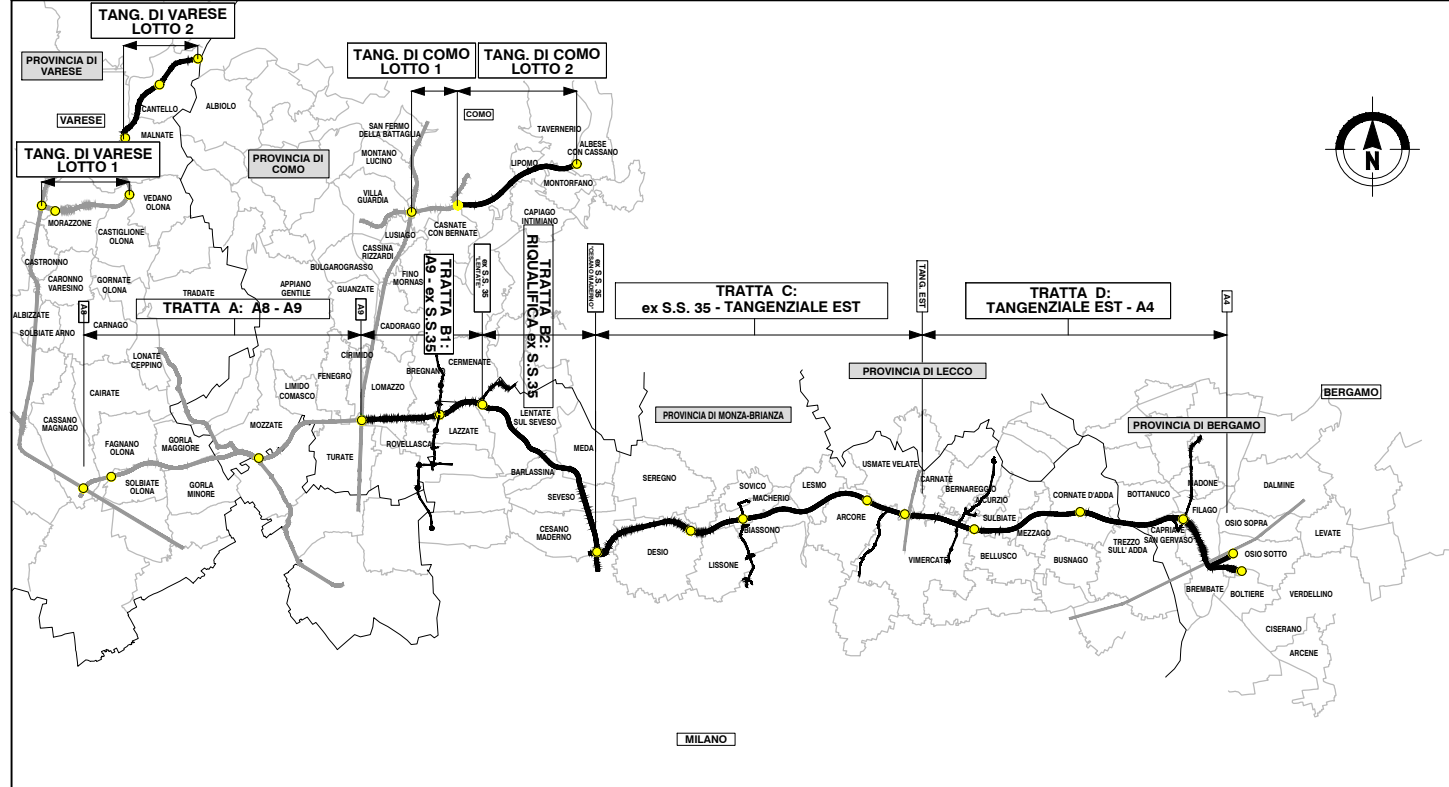 TANG. DI VARESE
LOTTO 2
PROVINCIA DI
VARESE
CANTELLO
ALBIOLO
VARESE
MALNATE
TANG. DI VARESE
LOTTO 1
VEDANO
OLONA
MORAZZONE
CASTIGLIONE
OLONA
PROVINCIA DI
COMO
TANG. DI COMO
LOTTO 1
TANG. DI COMO
LOTTO 2
COMO
SAN FERMO
DELLA BATTAGLIA
MONTANO
LUCINO
VILLA
GUARDIA
TAVERNERIO
ALBESE
CON CASSANO
LIPOMO
MONTORFANO
CAPIAGO
INTIMIANO
LUSIAGO
CASNATE
CON BERNATE
CASSINA
RIZZARDI
FINO
MORNAS
BULGAROGRASSO
GUANZATE
APPIANO
GENTILE
TRADATE
CASTRONNO
CARONNO
VARESINO
GORNATE
OLONA
ALBIZZATE
SOLBIATE ARNO
CARNAGO
A8
TRATTA A: A8 - A9
A9
TRATTA B1:
A9 - ex S.S.35
ex S.S. 35
"LENTATE"
TRATTA B2:
RIQUALIFICA ex S.S.35
ex S.S. 35
"CESANO MADERNO"
TRATTA C:
ex S.S. 35 - TANGENZIALE EST
TANG. EST
TRATTA D:
TANGENZIALE EST - A4
A4
N
CADORAGO
CIRIMIDO
FENEGRO
LOMAZZO
BREGNANO
CERMENATE
LONATE
CEPPINO
CAIRATE
LIMIDO
COMASCO
CASSANO
MAGNAGO
FAGNANO
OLONA
GORLA
MAGGIORE
MOZZATE
SOLBIATE
OLONA
GORLA
MINORE
TURATE
ROVELLASCA
LAZZATE
LENTATE
SUL SEVESO
MEDA
BARLASSINA
SEVESO
CESANO
MADERNO
PROVINCIA DI MONZA-BRIANZA
PROVINCIA DI LECCO
PROVINCIA DI BERGAMO
BERGAMO
SEREGNO
DESIO
SOVICO
MACHERIO
BIASSONO
LISSONE
LESMO
ARCORE
USMATE VELATE
CARNATE
BERNAREGGIO
AICURZIO
SULBIATE
VIMERCATE
BELLUSCO
MEZZAGO
CORNATE D'ADDA
BUSNAGO
TREZZO
SULL' ADDA
BOTTANUCO
MADONE
FILAGO
CAPRIATE
SAN GERVASO
DALMINE
OSIO SOPRA
OSIO SOTTO
LEVATE
BREMBATE
BOLTIERE
VERDELLINO
CISERANO
ARCENE
MILANO